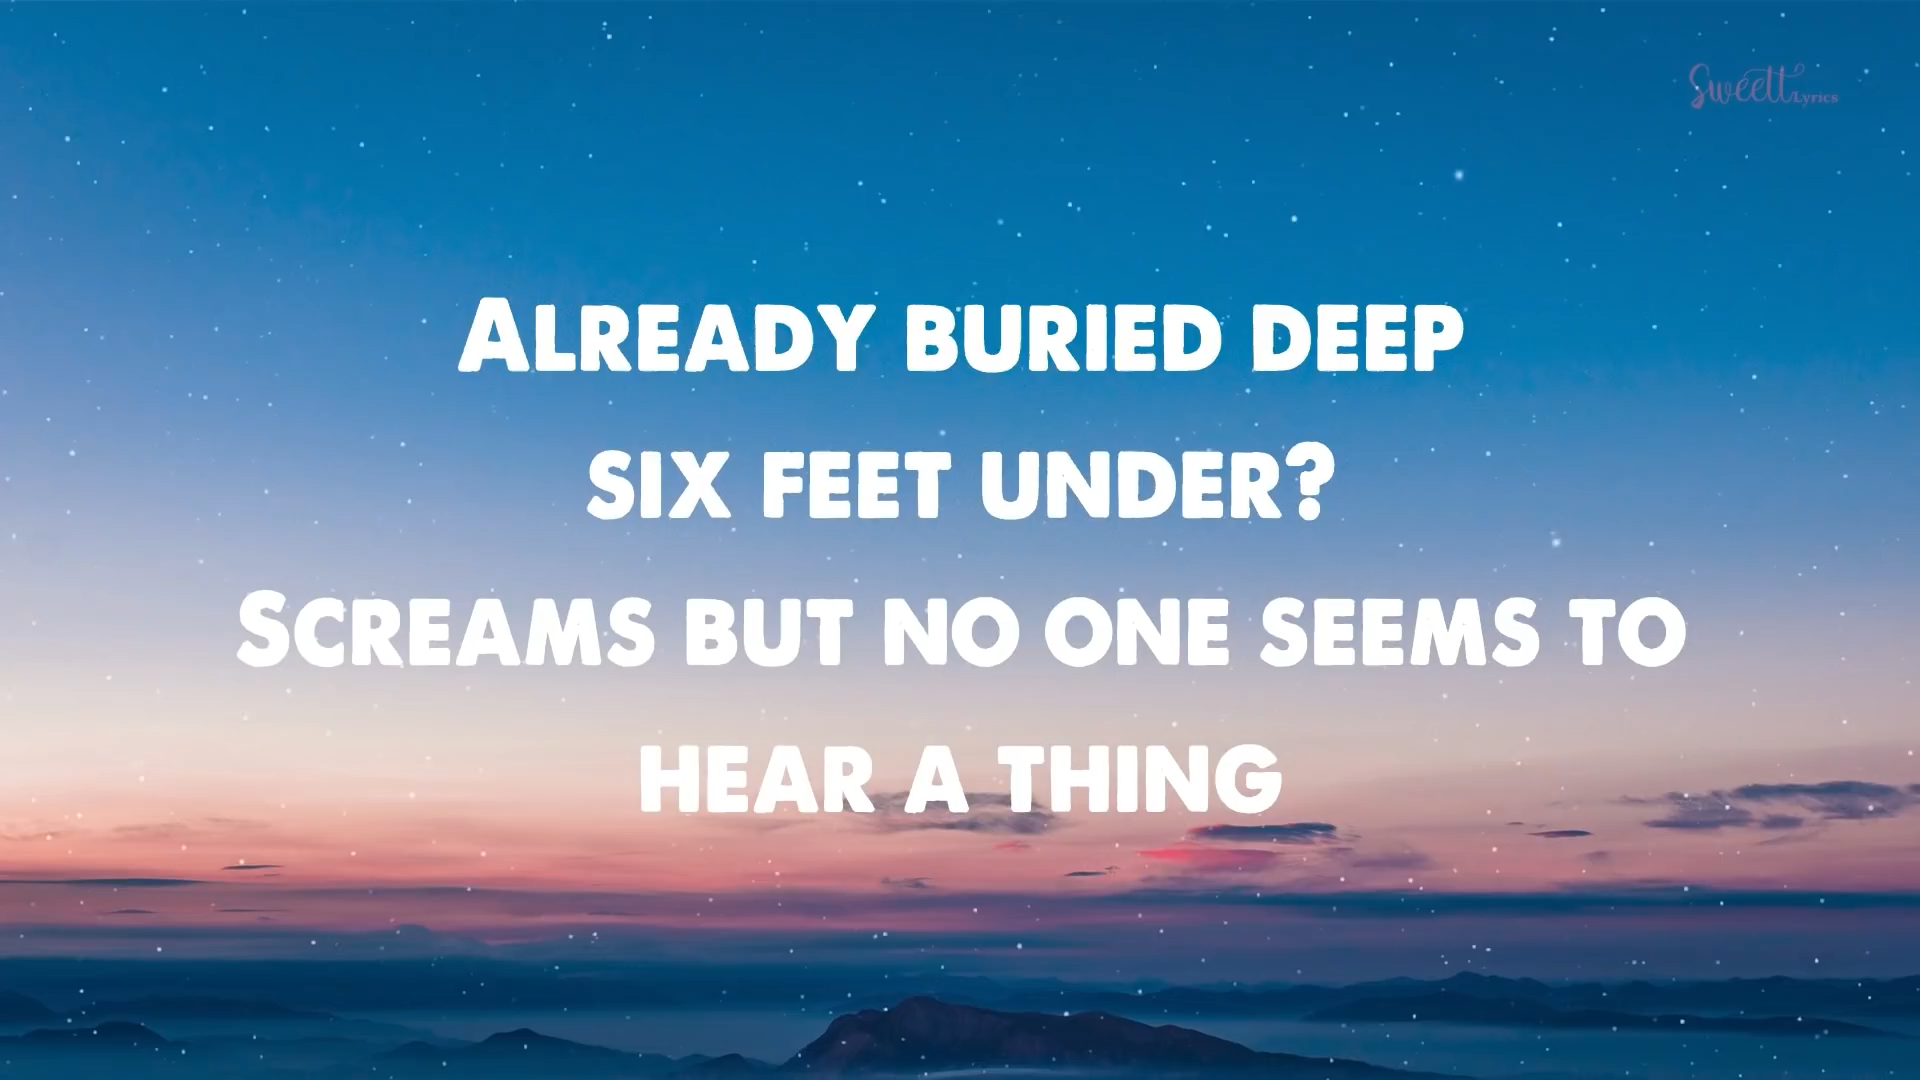 Sweett Lyrics
ALREADY BURIED DEEP
SIX FEET UNDER?
SCREAMS BUT NO ONE SEEMS TO
HEAR A THING